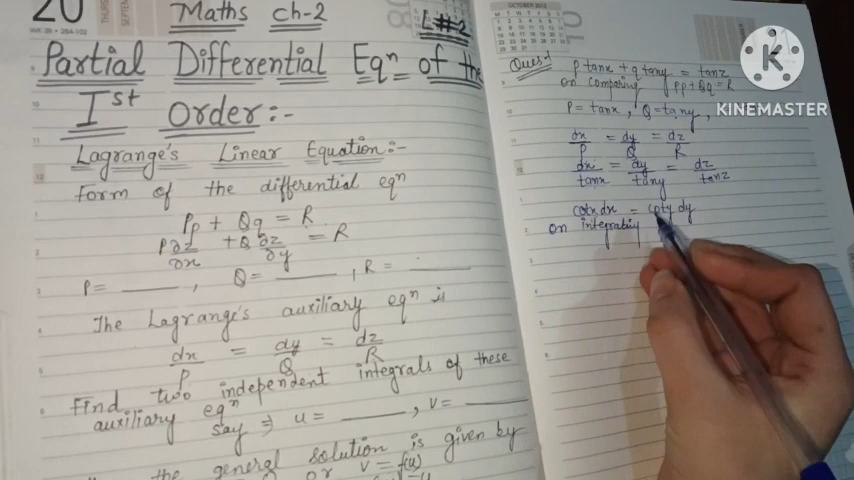 20
Maths ch-2
L#2
Partial Differential Eqn of the
Ist Order:-
Lagrange's Linear Equation:-
Form of the differential eqn
Pp + Qq = R
P∂z/∂x + Q∂z/∂y = R
P = ____, Q = ____, R = ____
The Lagrange's auxiliary eqn is
dx/P = dy/Q = dz/R
Find two independent integrals of these
auxiliary eqn
say ⇒ u = ____, v = ____
the general solution is given by
or v = f(u)
OCTOBER 2012
Ques→ p tanx + q tany = tanz
on comparing Pp + Qq = R
P = tanx, Q = tany,
dx/P = dy/Q = dz/R
dx/tanx = dy/tany = dz/tanz
cotx dx = coty dy
on integrating
KINEMASTER